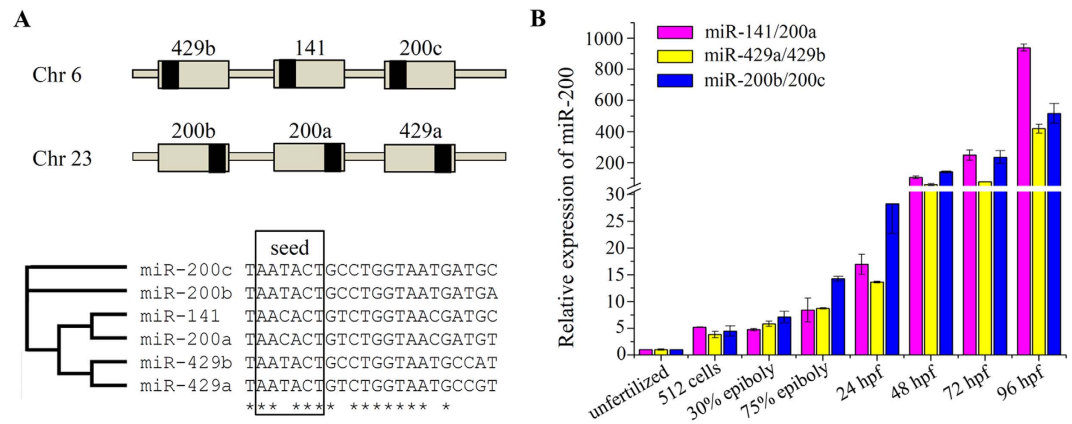 A
429b 141 200c
Chr 6
200b 200a 429a
Chr 23
seed
miR-200c TAATACTGCCTGGTAATGATGC
miR-200b TAATACTGCCTGGTAATGATGA
miR-141 TAACACTGTCTGGTAACGATGC
miR-200a TAACACTGTCTGGTAACGATGT
miR-429b TAATACTGCCTGGTAATGCCAT
miR-429a TAATACTGTCTGGTAATGCCGT
*** **** ******* *
B
miR-141/200a
miR-429a/429b
miR-200b/200c
Relative expression of miR-200
1000
800
600
400
200
30
25
20
15
10
5
0
unfertilized
512 cells
30% epiboly
75% epiboly
24 hpf
48 hpf
72 hpf
96 hpf